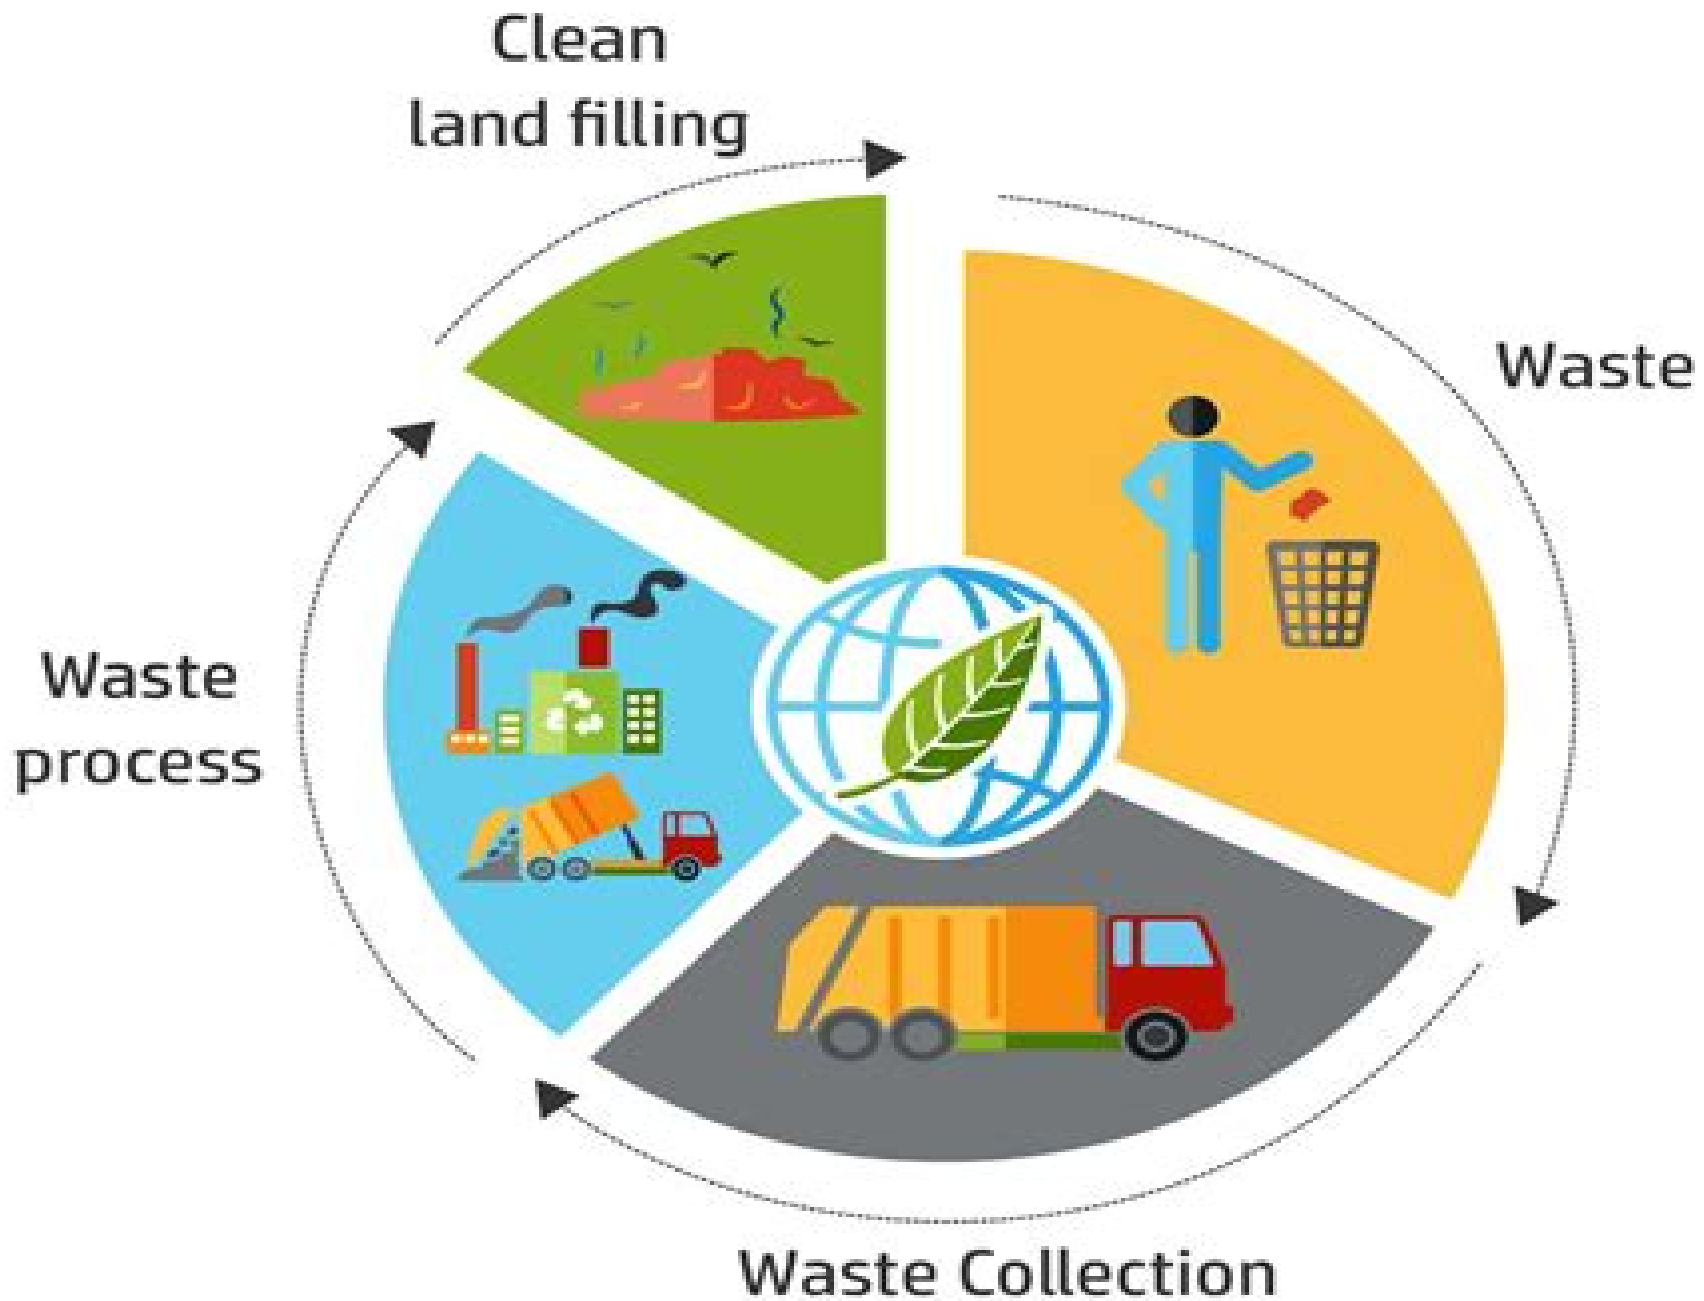 Clean
land filling
Waste
Waste
process
Waste Collection